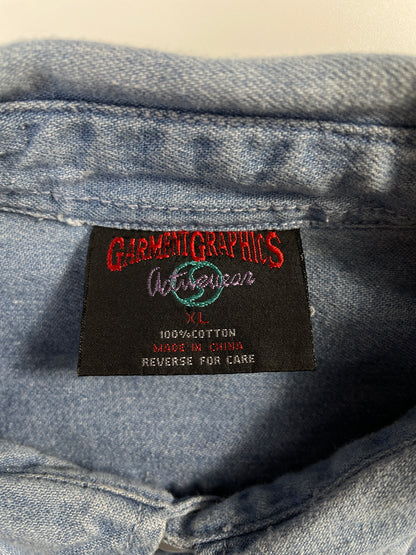 GARMENT GRAPHICS
Activewear
XL
100% COTTON
MADE IN CHINA
REVERSE FOR CARE